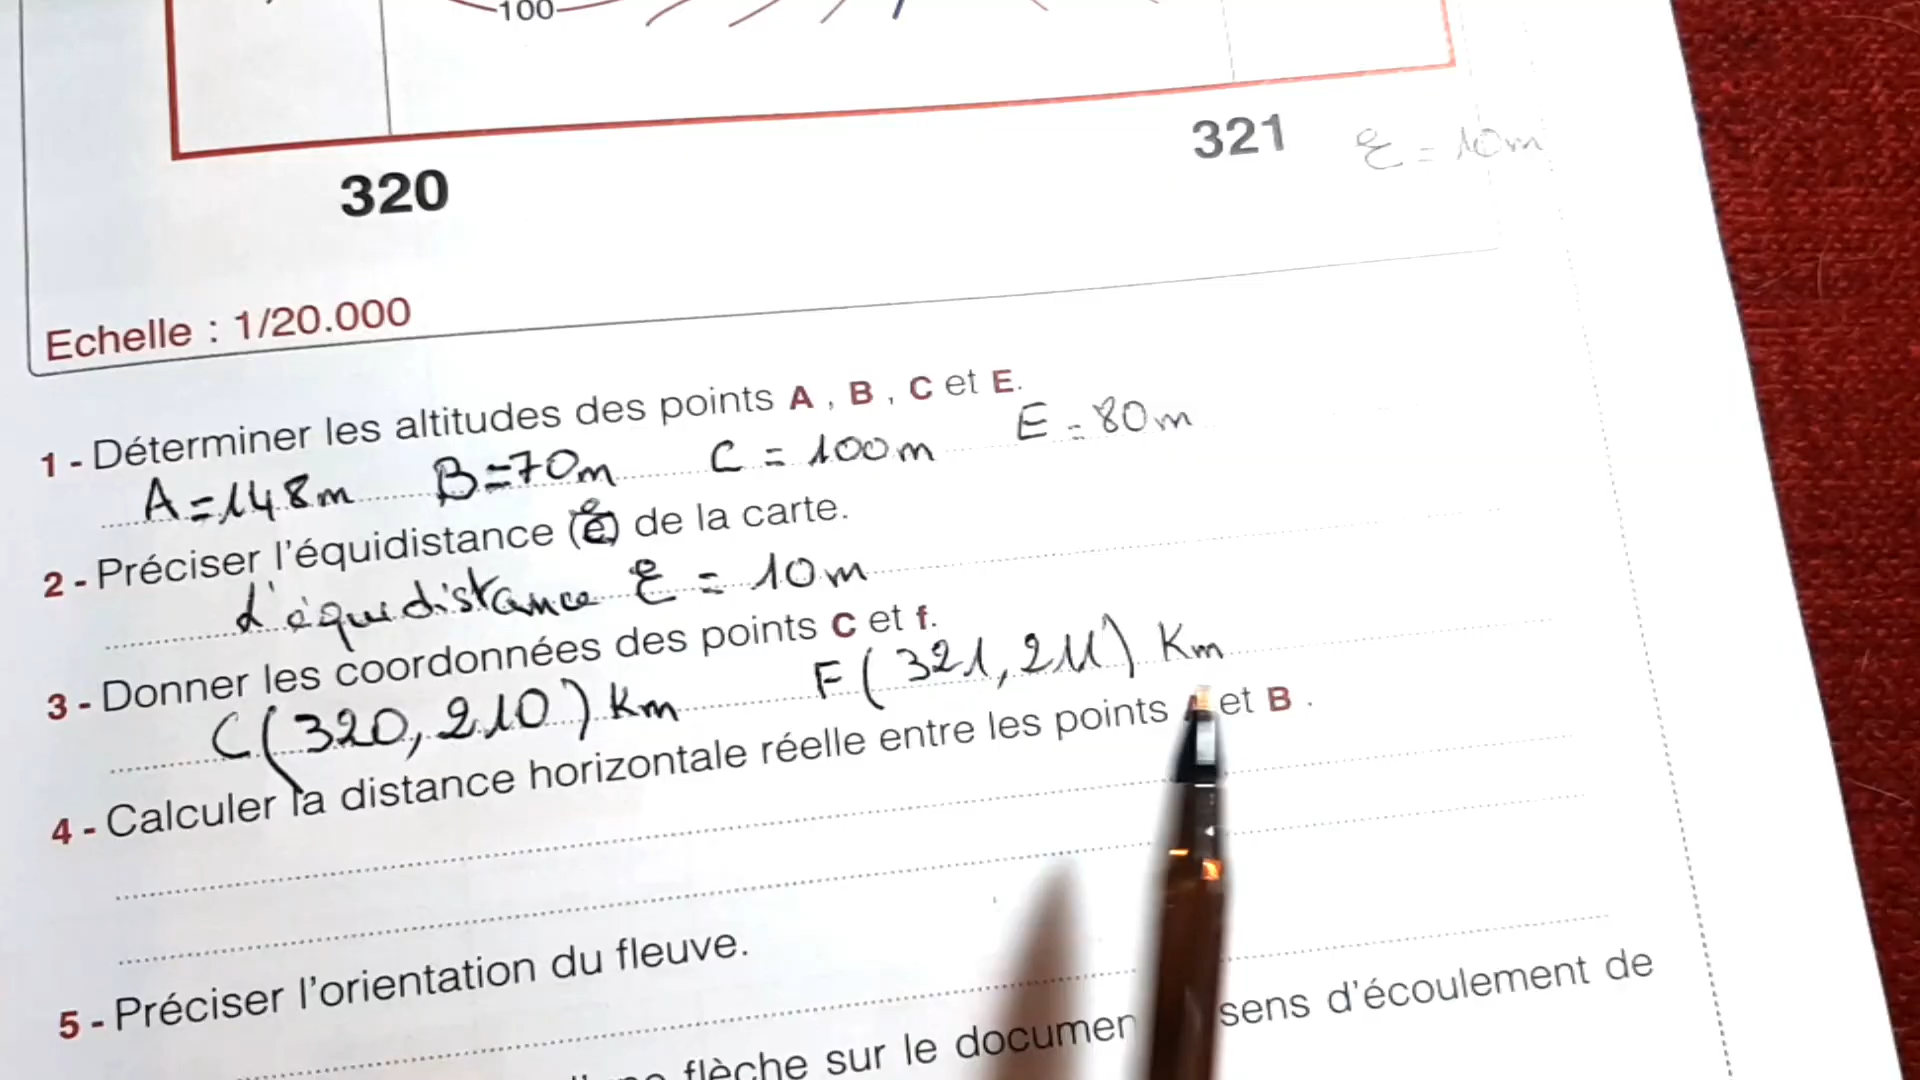 100
321
ε = 10m
320
Echelle : 1/20.000
1 - Déterminer les altitudes des points A , B , C et E.
A = 148m B = 70m C = 100m E = 80m
2 - Préciser l'équidistance (e) de la carte.
L'équidistance ε = 10m
3 - Donner les coordonnées des points C et f.
C(320, 210) Km F(321, 211) Km
4 - Calculer la distance horizontale réelle entre les points et B .
5 - Préciser l'orientation du fleuve.
flèche sur le documen sens d'écoulement de